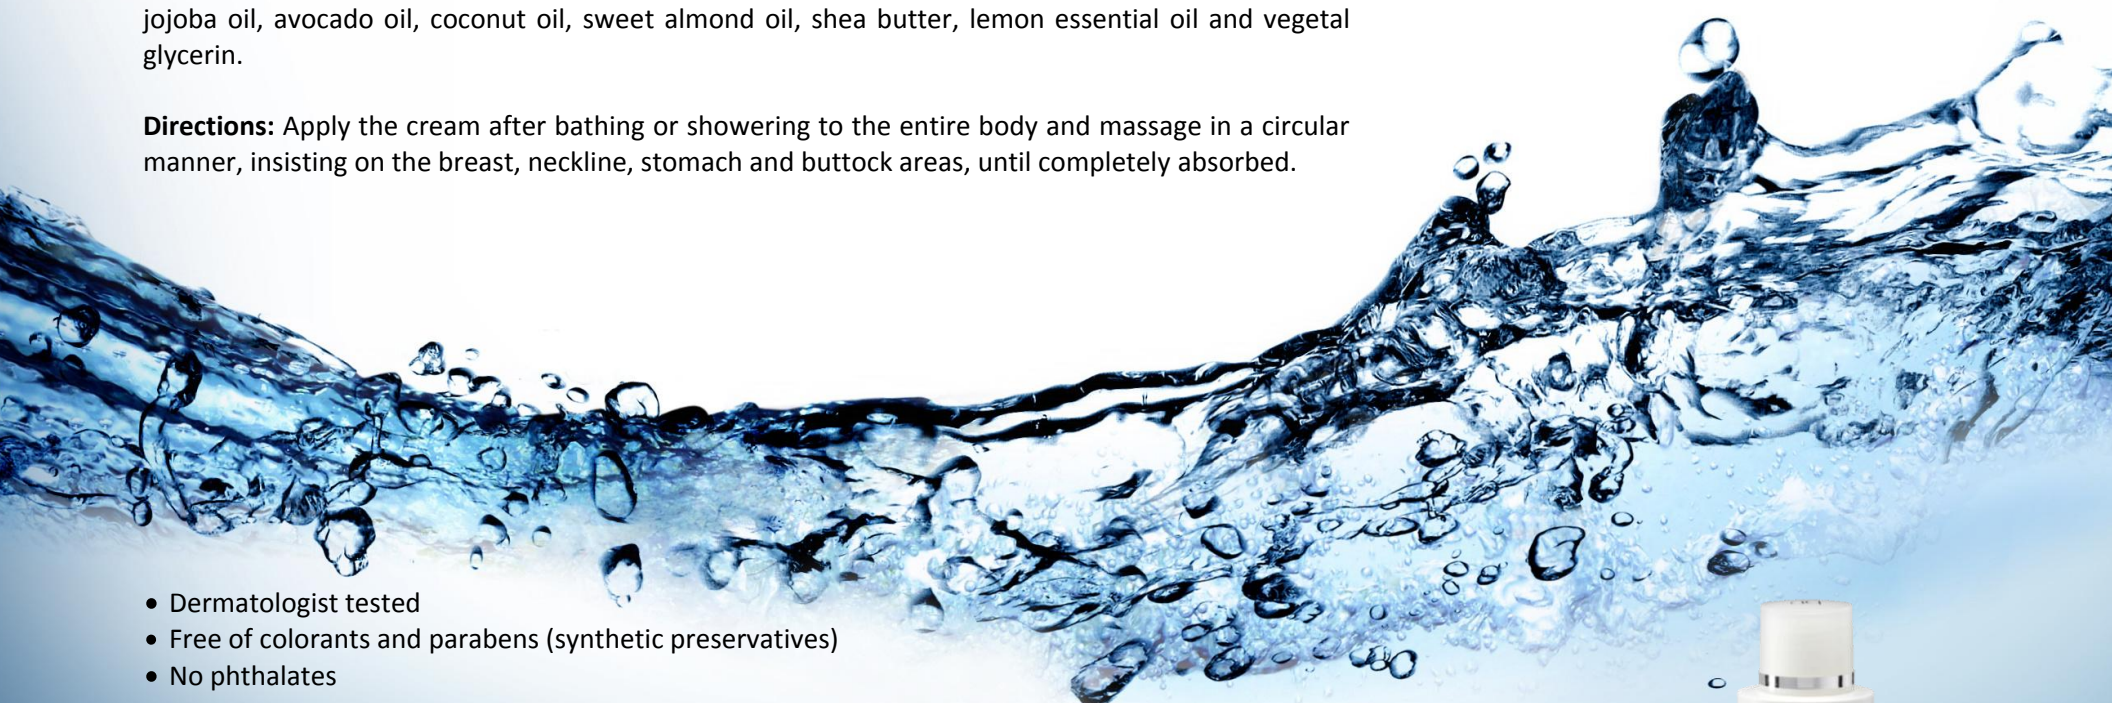 jojoba oil, avocado oil, coconut oil, sweet almond oil, shea butter, lemon essential oil and vegetal
glycerin.
Directions: Apply the cream after bathing or showering to the entire body and massage in a circular
manner, insisting on the breast, neckline, stomach and buttock areas, until completely absorbed.
• Dermatologist tested
• Free of colorants and parabens (synthetic preservatives)
• No phthalates